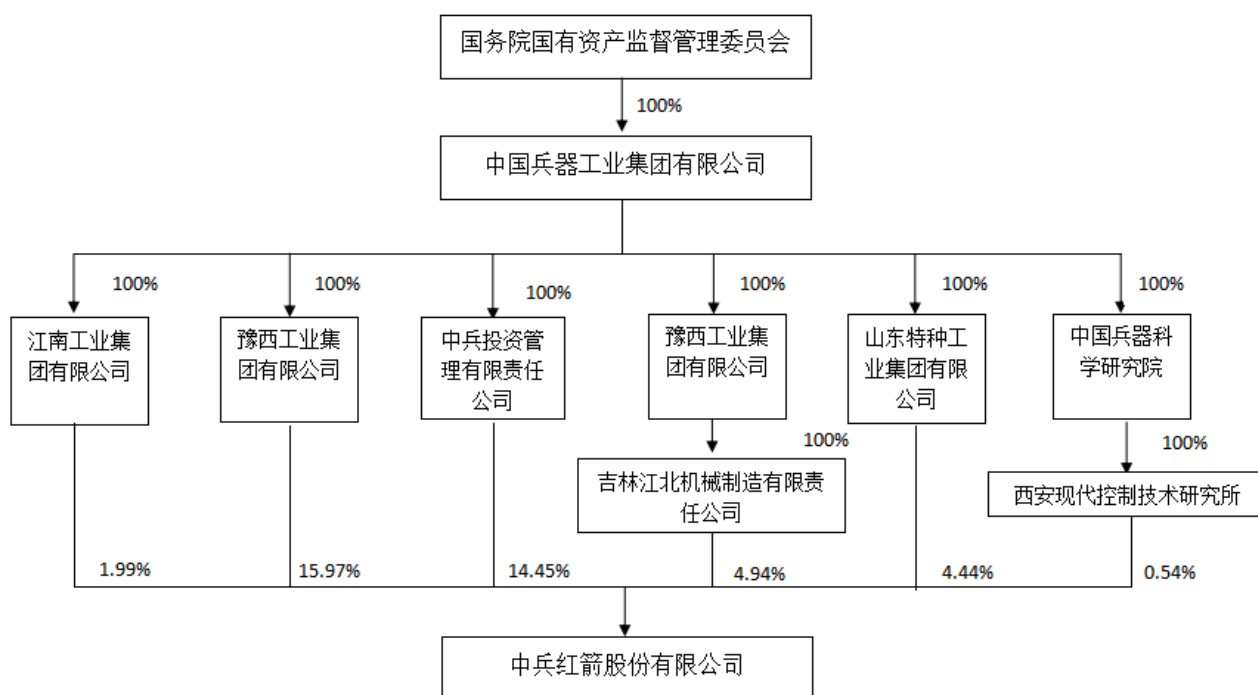 国务院国有资产监督管理委员会
100%
中国兵器工业集团有限公司
100%
100%
100%
100%
100%
100%
江南工业集
团有限公司
豫西工业集
团有限公司
中兵投资管
理有限责任
公司
豫西工业集
团有限公司
山东特种工
业集团有限
公司
中国兵器科
学研究院
100%
100%
吉林江北机械制造有限责
任公司
西安现代控制技术研究所
1.99%
15.97%
14.45%
4.94%
4.44%
0.54%
中兵红箭股份有限公司